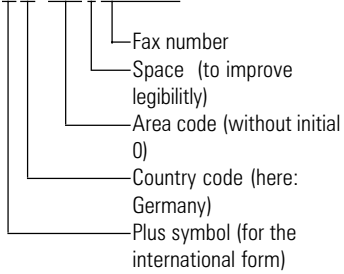 Fax number
Space (to improve
legibilitly)
Area code (without initial
0)
Country code (here:
Germany)
Plus symbol (for the
international form)